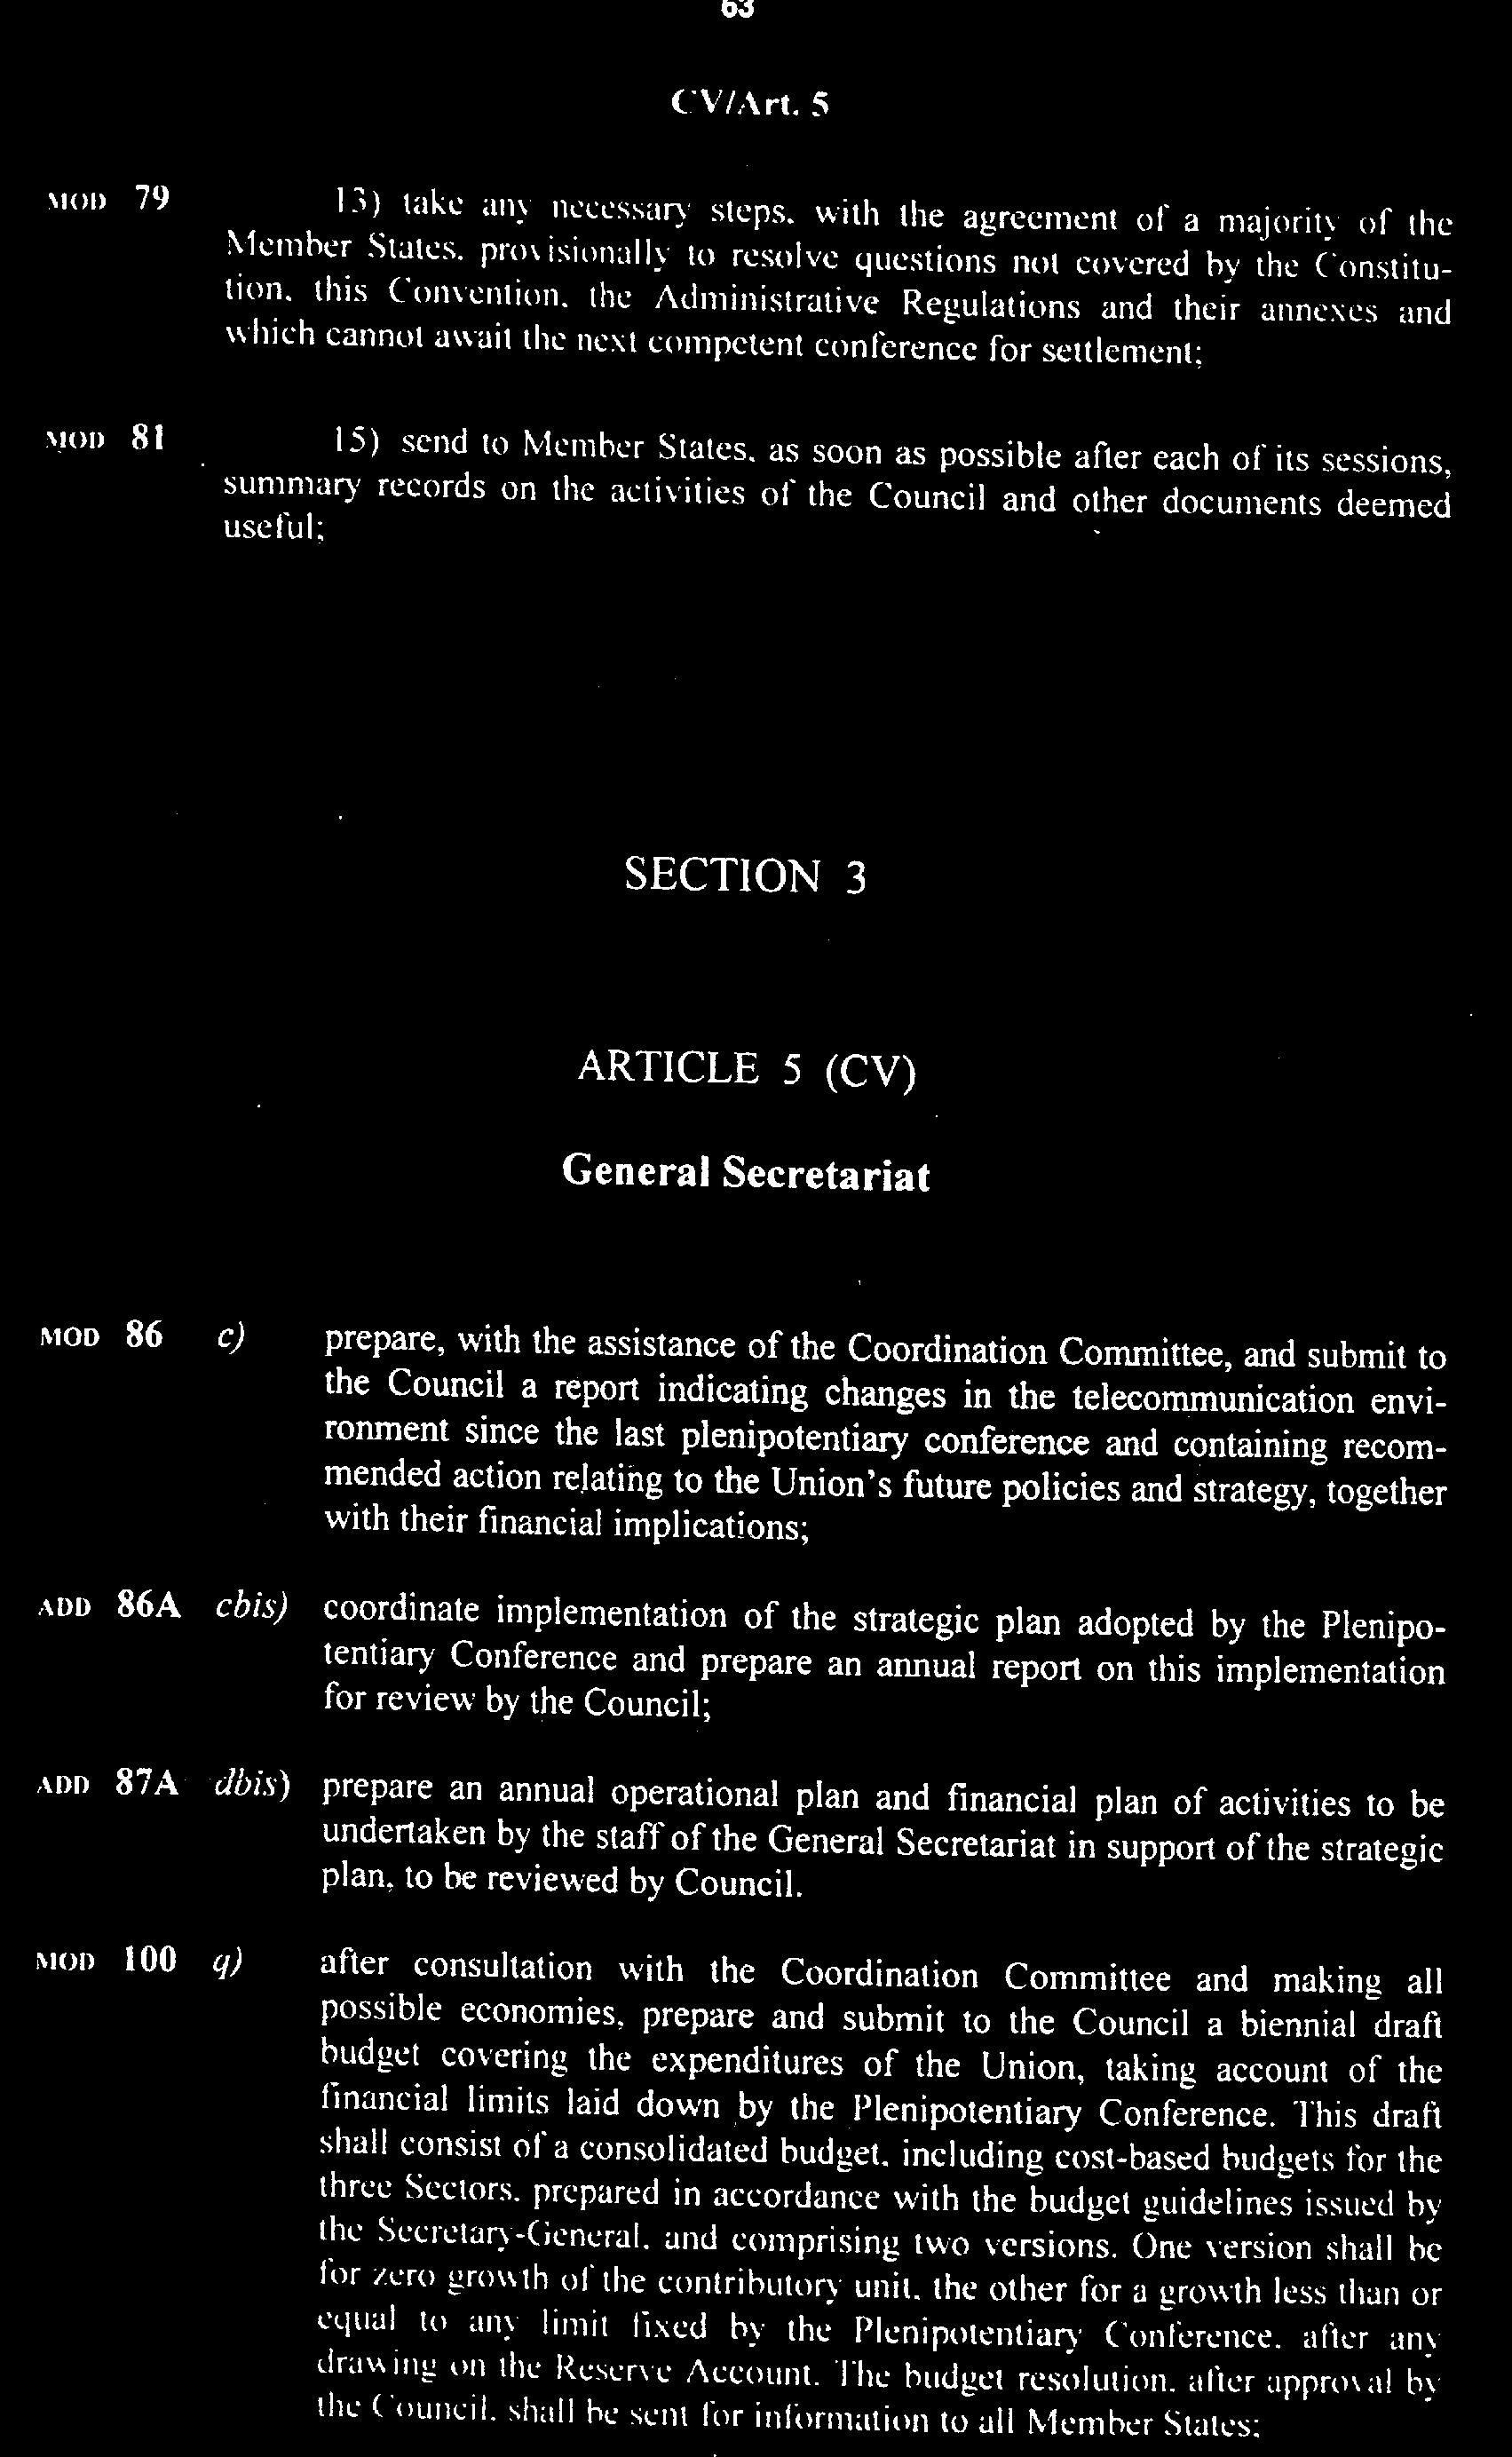 63
CV/Art. 5
MOD 79 13) take any necessary steps, with the agreement of a majority of the
Member States, provisionally to resolve questions not covered by the Constitu-
tion, this Convention, the Administrative Regulations and their annexes and
which cannot await the next competent conference for settlement;
MOD 81 15) send to Member States, as soon as possible after each of its sessions,
summary records on the activities of the Council and other documents deemed
useful;
SECTION 3
ARTICLE 5 (CV)
General Secretariat
MOD 86 c) prepare, with the assistance of the Coordination Committee, and submit to
the Council a report indicating changes in the telecommunication envi-
ronment since the last plenipotentiary conference and containing recom-
mended action relating to the Union's future policies and strategy, together
with their financial implications;
ADD 86A cbis) coordinate implementation of the strategic plan adopted by the Plenipo-
tentiary Conference and prepare an annual report on this implementation
for review by the Council;
ADD 87A dbis) prepare an annual operational plan and financial plan of activities to be
undertaken by the staff of the General Secretariat in support of the strategic
plan, to be reviewed by Council.
MOD 100 q) after consultation with the Coordination Committee and making all
possible economies, prepare and submit to the Council a biennial draft
budget covering the expenditures of the Union, taking account of the
financial limits laid down by the Plenipotentiary Conference. This draft
shall consist of a consolidated budget, including cost-based budgets for the
three Sectors, prepared in accordance with the budget guidelines issued by
the Secretary-General, and comprising two versions. One version shall be
for zero growth of the contributory unit, the other for a growth less than or
equal to any limit fixed by the Plenipotentiary Conference, after any
drawing on the Reserve Account. The budget resolution, after approval by
the Council, shall be sent for information to all Member States;